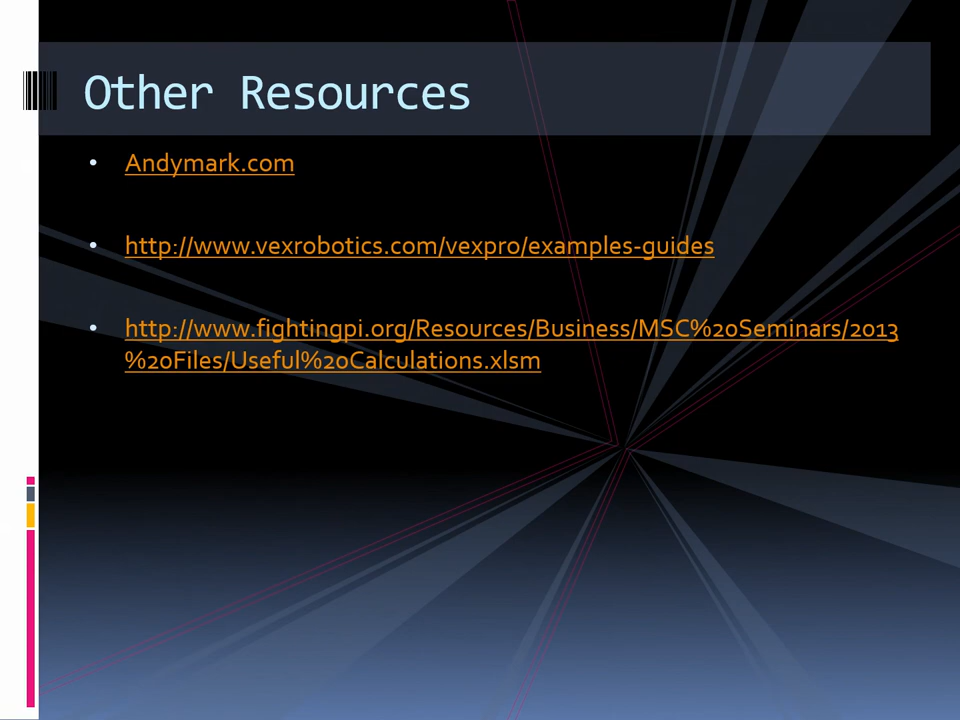 Other Resources
• Andymark.com
• http://www.vexrobotics.com/vexpro/examples-guides
• http://www.fightingpi.org/Resources/Business/MSC%20Seminars/2013
%20Files/Useful%20Calculations.xlsm